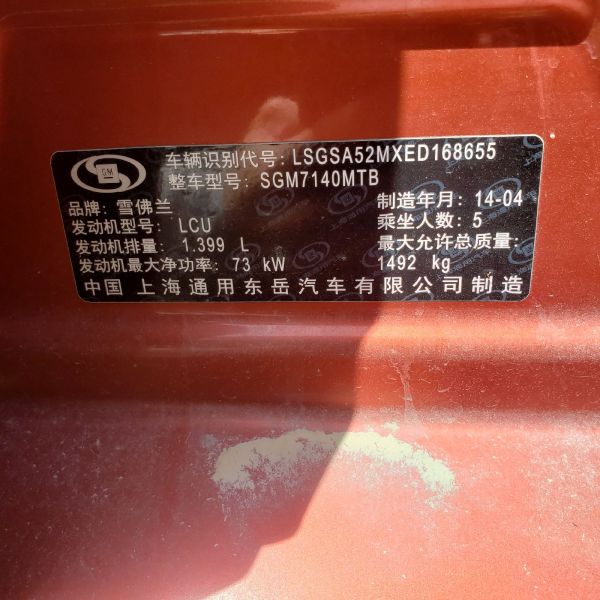 GM
车辆识别代号: LSGSA52MXED168655
整车型号: SGM7140MTB
品牌: 雪佛兰
制造年月: 14-04
发动机型号: LCU
乘坐人数: 5
发动机排量: 1.399 L
最大允许总质量:
发动机最大净功率: 73 kW
1492 kg
中国 上海通用东岳汽车有限公司制造